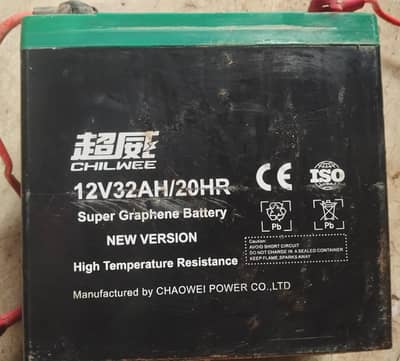 超威
CHILWEE
12V32AH/20HR
CE ISO
Super Graphene Battery
Pb Pb
NEW VERSION
Caution:
AVOID SHORT CIRCUIT
DO NOT CHARGE IN A SEALED CONTAINER
KEEP FLAME,SPARKS AWAY
High Temperature Resistance
Manufactured by CHAOWEI POWER CO.,LTD